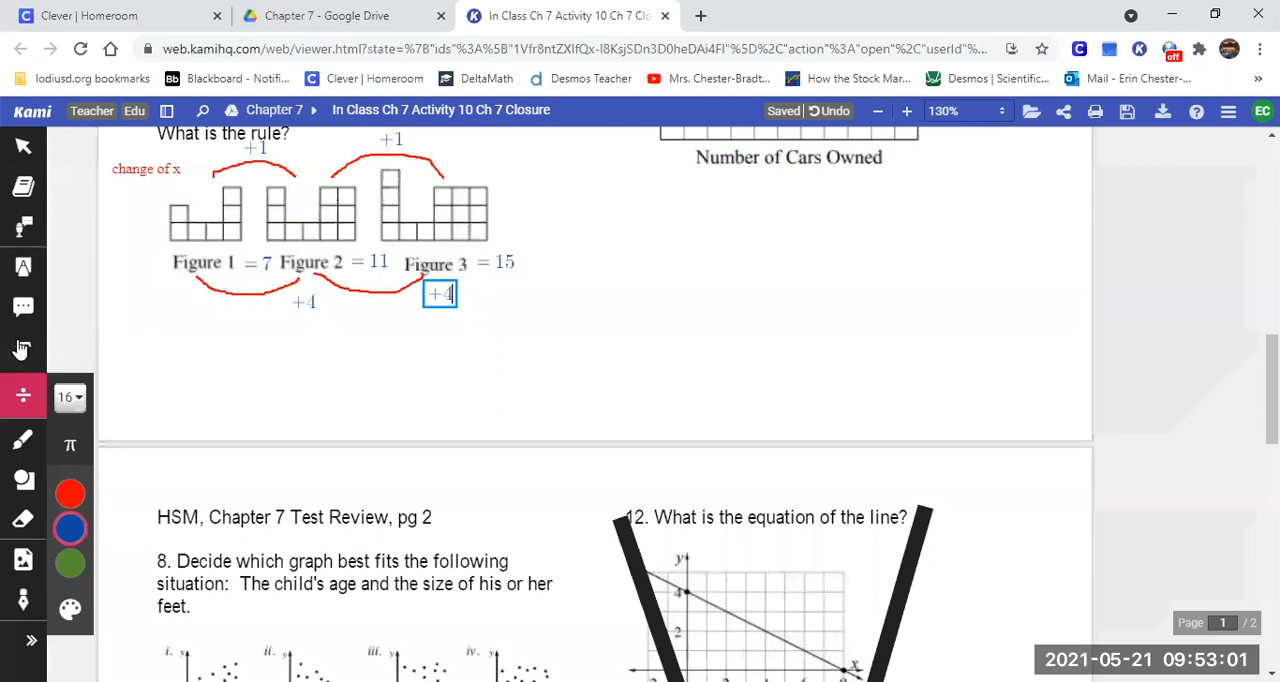 Clever | Homeroom
Chapter 7 - Google Drive
In Class Ch 7 Activity 10 Ch 7 Clo
web.kamihq.com/web/viewer.html?state=%7B"ids"%3A%5B"1Vfr8ntZXIfQx-I8KsjSDn3D0heDAi4FI"%5D%2C"action"%3A"open"%2C"userId"%...
off
lodiusd.org bookmarks
Blackboard - Notifi...
Clever | Homeroom
DeltaMath
Desmos Teacher
Mrs. Chester-Bradt...
How the Stock Mar...
Desmos | Scientific...
Mail - Erin Chester-...
Kami
Teacher
Edu
Chapter 7
In Class Ch 7 Activity 10 Ch 7 Closure
Saved
Undo
130%
EC
What is the rule?
+1
+1
change of x
Number of Cars Owned
Figure 1 = 7 Figure 2 = 11 Figure 3 = 15
+4
+4
16
π
HSM, Chapter 7 Test Review, pg 2
12. What is the equation of the line?
8. Decide which graph best fits the following
situation: The child's age and the size of his or her
feet.
y
4
2
x
i. y
ii. y
iii. y
iv. y
Page 1 / 2
2021-05-21 09:53:01